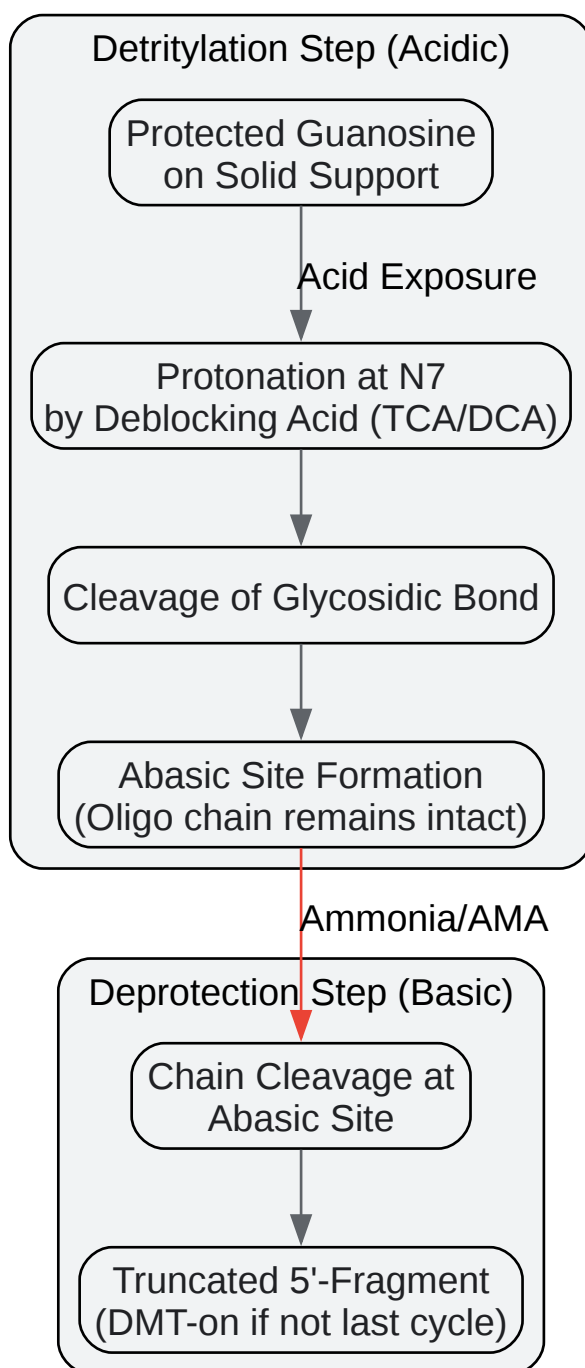 Detritylation Step (Acidic)
Protected Guanosine
on Solid Support
Acid Exposure
Protonation at N7
by Deblocking Acid (TCA/DCA)
Cleavage of Glycosidic Bond
Abasic Site Formation
(Oligo chain remains intact)
Ammonia/AMA
Deprotection Step (Basic)
Chain Cleavage at
Abasic Site
Truncated 5'-Fragment
(DMT-on if not last cycle)